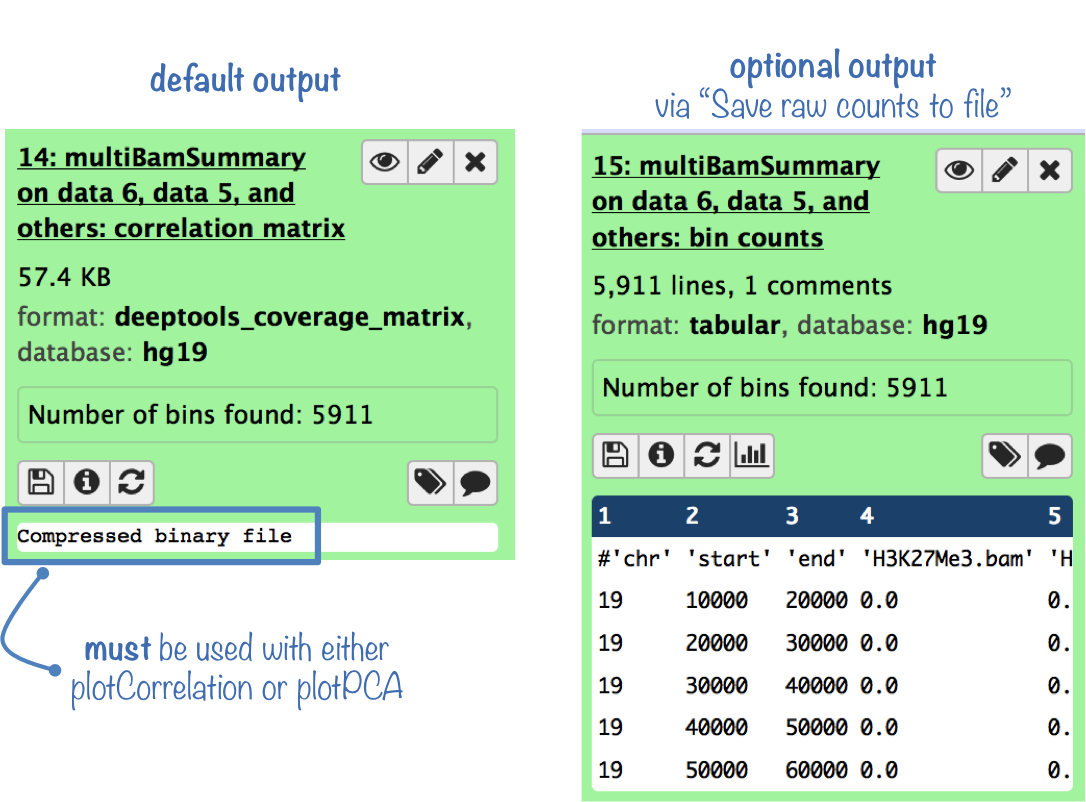 default output
14: multiBamSummary
on data 6, data 5, and
others: correlation matrix
57.4 KB
format: deeptools_coverage_matrix,
database: hg19
Number of bins found: 5911
Compressed binary file
must be used with either
plotCorrelation or plotPCA
optional output
via “Save raw counts to file”
15: multiBamSummary
on data 6, data 5, and
others: bin counts
5,911 lines, 1 comments
format: tabular, database: hg19
Number of bins found: 5911
1 2 3 4 5
#'chr' 'start' 'end' 'H3K27Me3.bam' 'H
19 10000 20000 0.0 0.
19 20000 30000 0.0 0.
19 30000 40000 0.0 0.
19 40000 50000 0.0 0.
19 50000 60000 0.0 0.